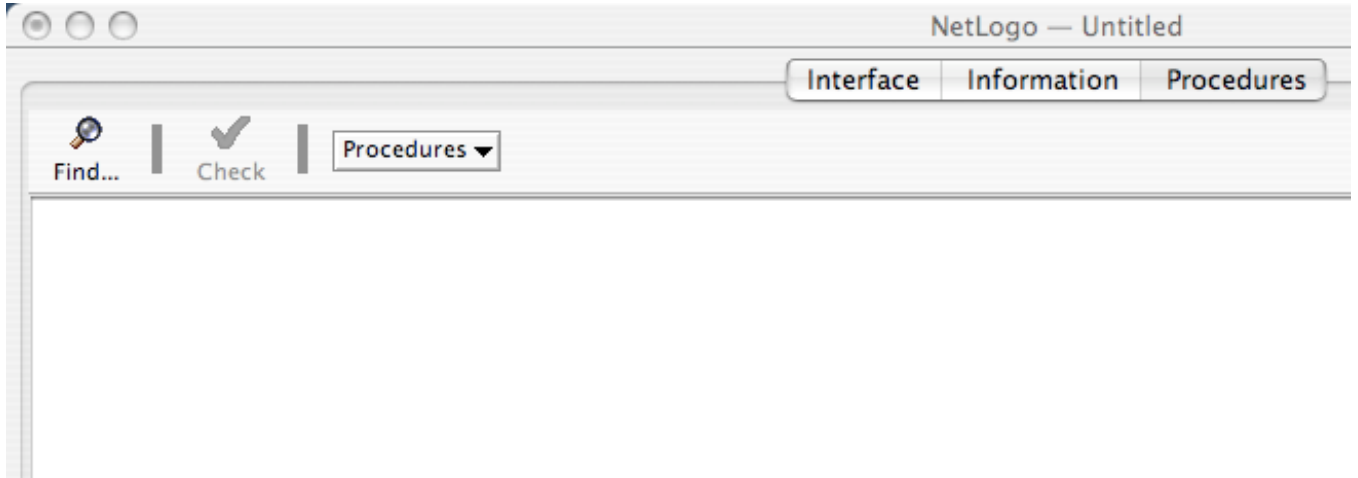 NetLogo — Untitled
Interface Information Procedures
Find... Check Procedures